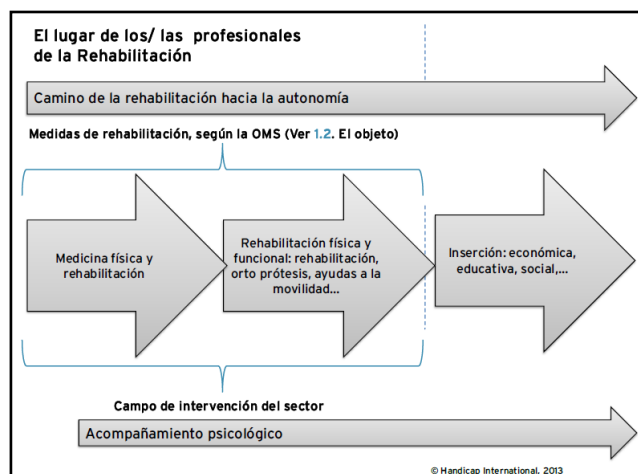 El lugar de los/ las  profesionales
de la Rehabilitación
Camino de la rehabilitación hacia la autonomía
Medidas de rehabilitación, según la OMS (Ver 1.2. El objeto)
Medicina física y
rehabilitación
Rehabilitación física y
funcional: rehabilitación,
orto prótesis, ayudas a la
movilidad...
Inserción: económica,
educativa, social,...
Campo de intervención del sector
Acompañamiento psicológico
© Handicap International, 2013